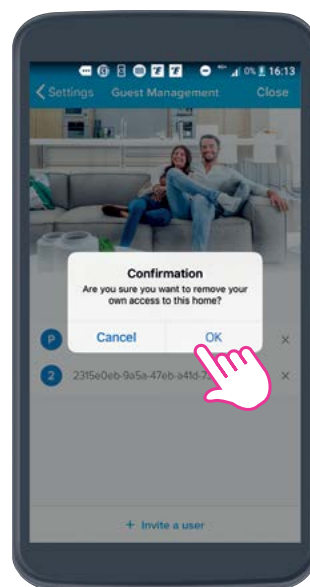 0% 16:13
Settings Guest Management Close
Confirmation
Are you sure you want to remove your
own access to this home?
Cancel OK
P ×
2 2315e0eb-9a5a-47eb-a41d- ×
+ Invite a user